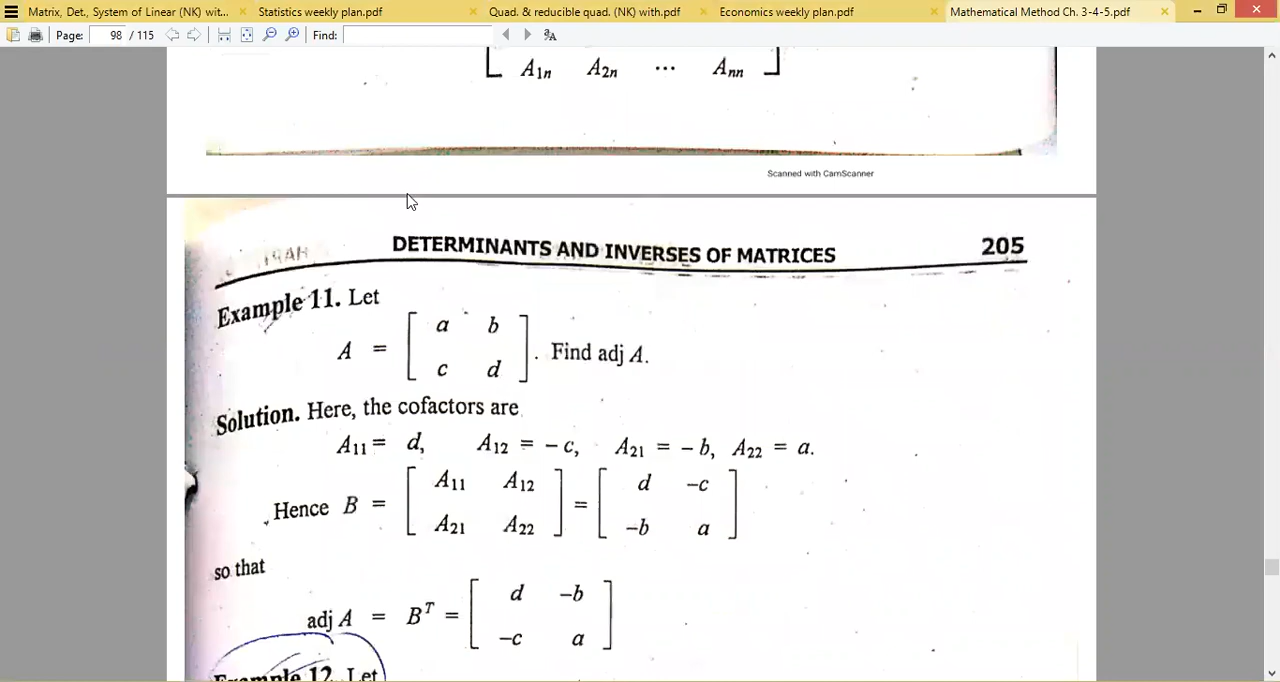 Matrix, Det., System of Linear (NK) wit... Statistics weekly plan.pdf Quad. & reducible quad. (NK) with.pdf Economics weekly plan.pdf Mathematical Method Ch. 3-4-5.pdf
Page: 98 / 115 Find:
A1n A2n ... Ann
Scanned with CamScanner
DETERMINANTS AND INVERSES OF MATRICES 205
Example 11. Let
A = [ a b
c d ] . Find adj A.
Solution. Here, the cofactors are
A11 = d, A12 = – c, A21 = – b, A22 = a.
Hence B = [ A11 A12
A21 A22 ] = [ d –c
–b a ]
so that
adj A = B^T = [ d –b
–c a ]
Example 12. Let